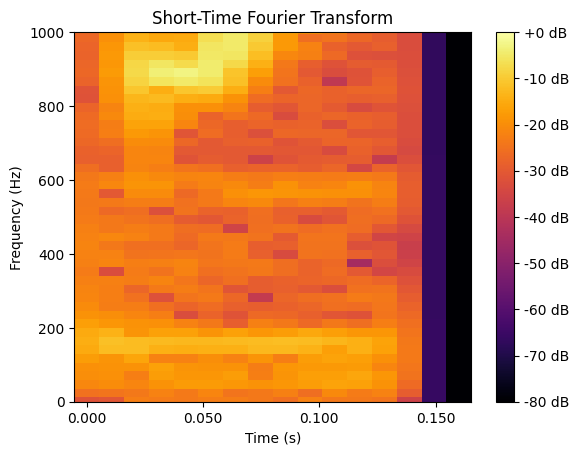 Short-Time Fourier Transform
Frequency (Hz)
1000
800
600
400
200
0
0.000 0.050 0.100 0.150
Time (s)
+0 dB
-10 dB
-20 dB
-30 dB
-40 dB
-50 dB
-60 dB
-70 dB
-80 dB